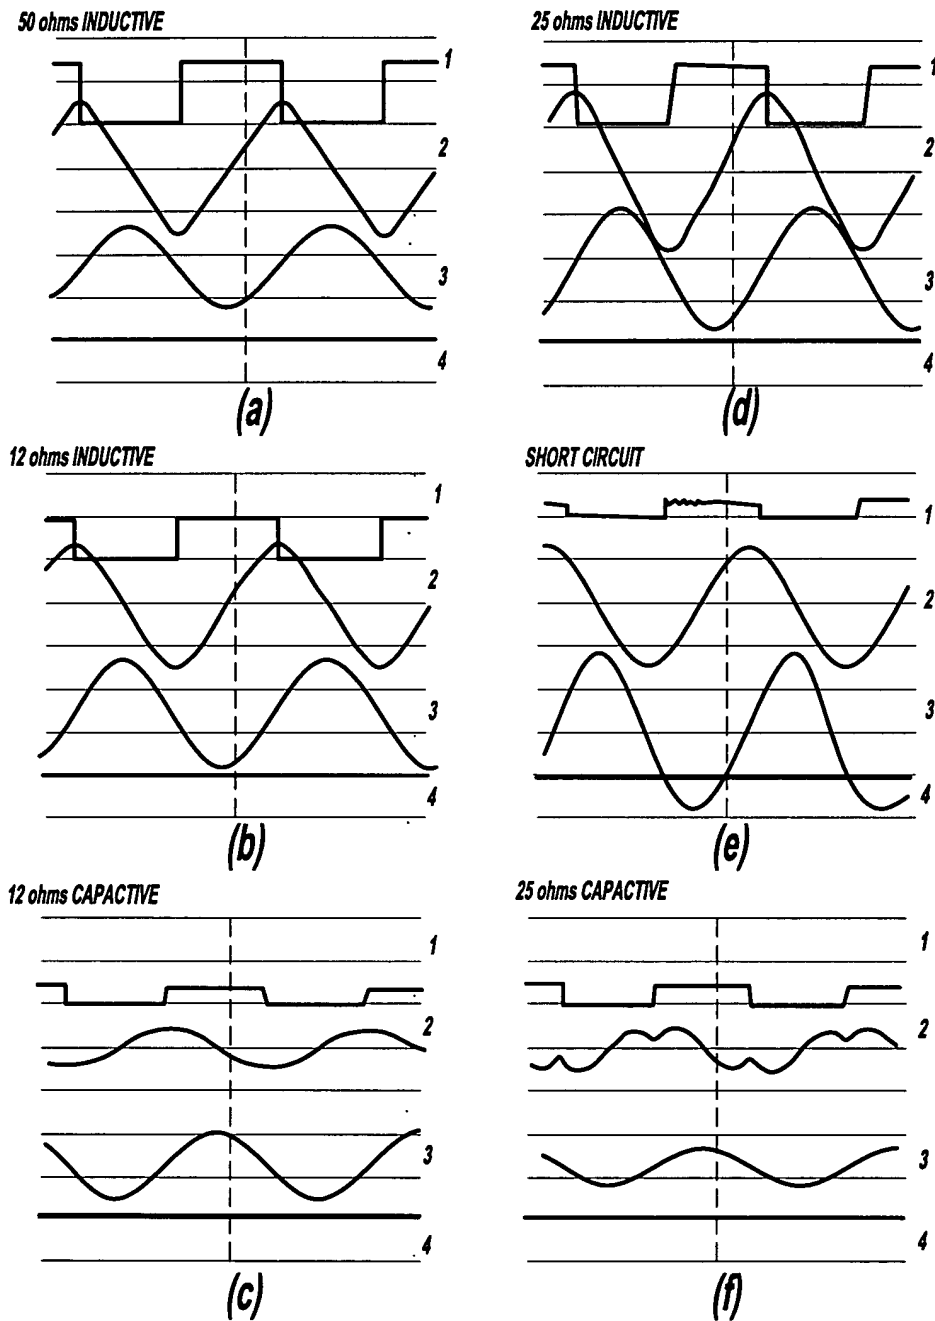 50 ohms INDUCTIVE
1
2
3
4
(a)
25 ohms INDUCTIVE
1
2
3
4
(d)
12 ohms INDUCTIVE
1
2
3
4
(b)
SHORT CIRCUIT
1
2
3
4
(e)
12 ohms CAPACTIVE
1
2
3
4
(c)
25 ohms CAPACTIVE
1
2
3
4
(f)